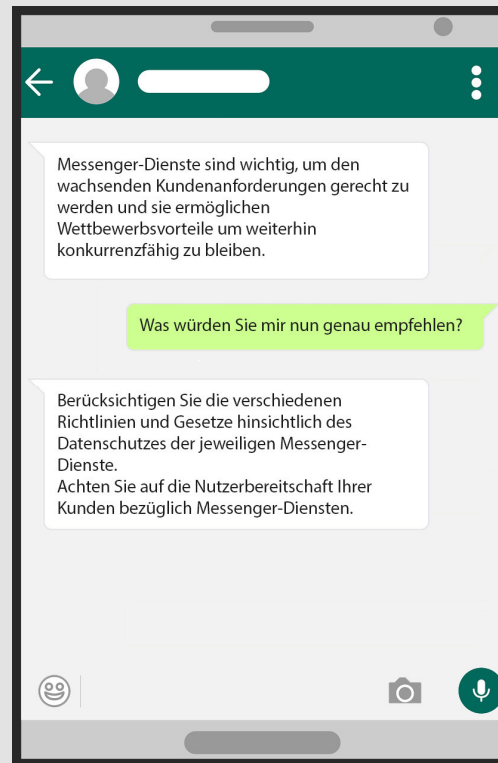 Messenger-Dienste sind wichtig, um den
wachsenden Kundenanforderungen gerecht zu
werden und sie ermöglichen
Wettbewerbsvorteile um weiterhin
konkurrenzfähig zu bleiben.
Was würden Sie mir nun genau empfehlen?
Berücksichtigen Sie die verschiedenen
Richtlinien und Gesetze hinsichtlich des
Datenschutzes der jeweiligen Messenger-
Dienste.
Achten Sie auf die Nutzerbereitschaft Ihrer
Kunden bezüglich Messenger-Diensten.